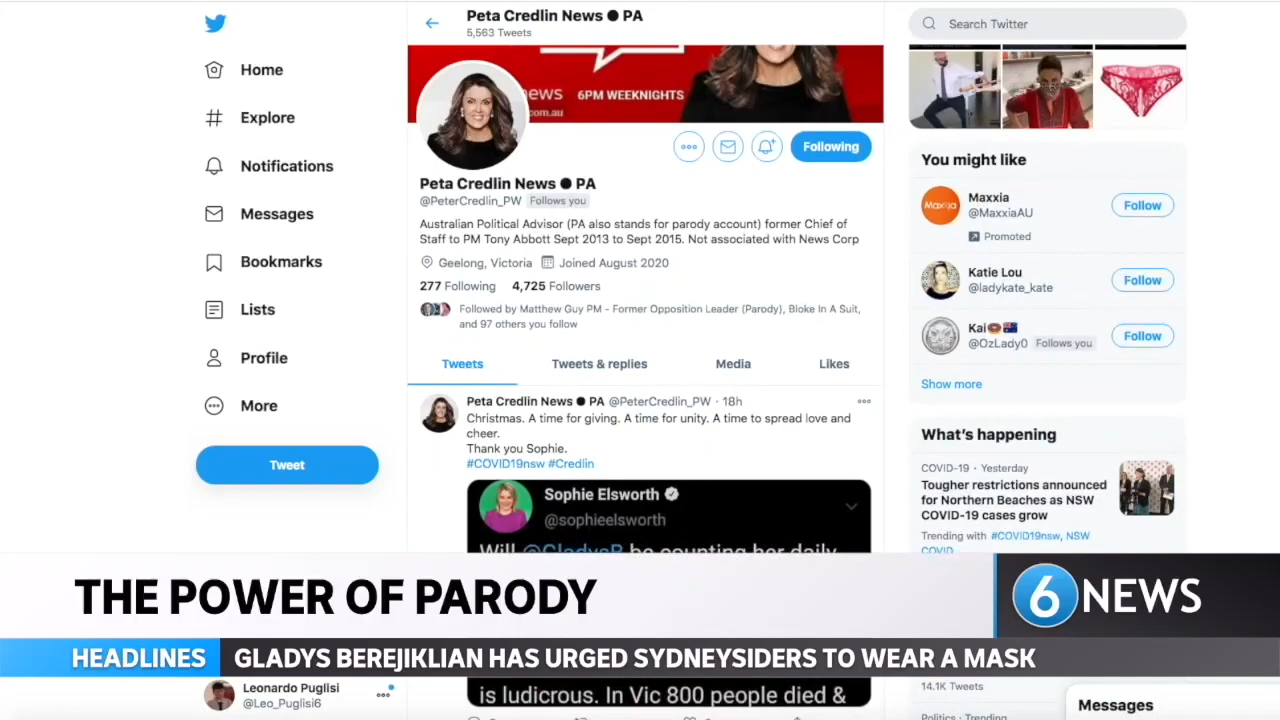 Peta Credlin News ● PA
5,563 Tweets
Search Twitter
Home
Explore
Notifications
Messages
Bookmarks
Lists
Profile
More
Tweet
news
6PM WEEKNIGHTS
com.au
Following
Peta Credlin News ● PA
@PeterCredlin_PW Follows you
Australian Political Advisor (PA also stands for parody account) former Chief of
Staff to PM Tony Abbott Sept 2013 to Sept 2015. Not associated with News Corp
Geelong, Victoria Joined August 2020
277 Following 4,725 Followers
Followed by Matthew Guy PM - Former Opposition Leader (Parody), Bloke In A Suit,
and 97 others you follow
Tweets Tweets & replies Media Likes
Peta Credlin News ● PA @PeterCredlin_PW · 18h
Christmas. A time for giving. A time for unity. A time to spread love and
cheer.
Thank you Sophie.
#COVID19nsw #Credlin
Sophie Elsworth
@sophieelsworth
Will @GladysB be counting her daily
You might like
Maxxia
Maxxia
@MaxxiaAU
Follow
Promoted
Katie Lou
@ladykate_kate
Follow
Kai🍩🇦🇺
@OzLady0 Follows you
Follow
Show more
What's happening
COVID-19 · Yesterday
Tougher restrictions announced
for Northern Beaches as NSW
COVID-19 cases grow
Trending with #COVID19nsw, NSW
COVID
THE POWER OF PARODY
6 NEWS
HEADLINES
GLADYS BEREJIKLIAN HAS URGED SYDNEYSIDERS TO WEAR A MASK
Leonardo Puglisi
@Leo_Puglisi6
is ludicrous. In Vic 800 people died &
14.1K Tweets
Politics · Trending
Messages